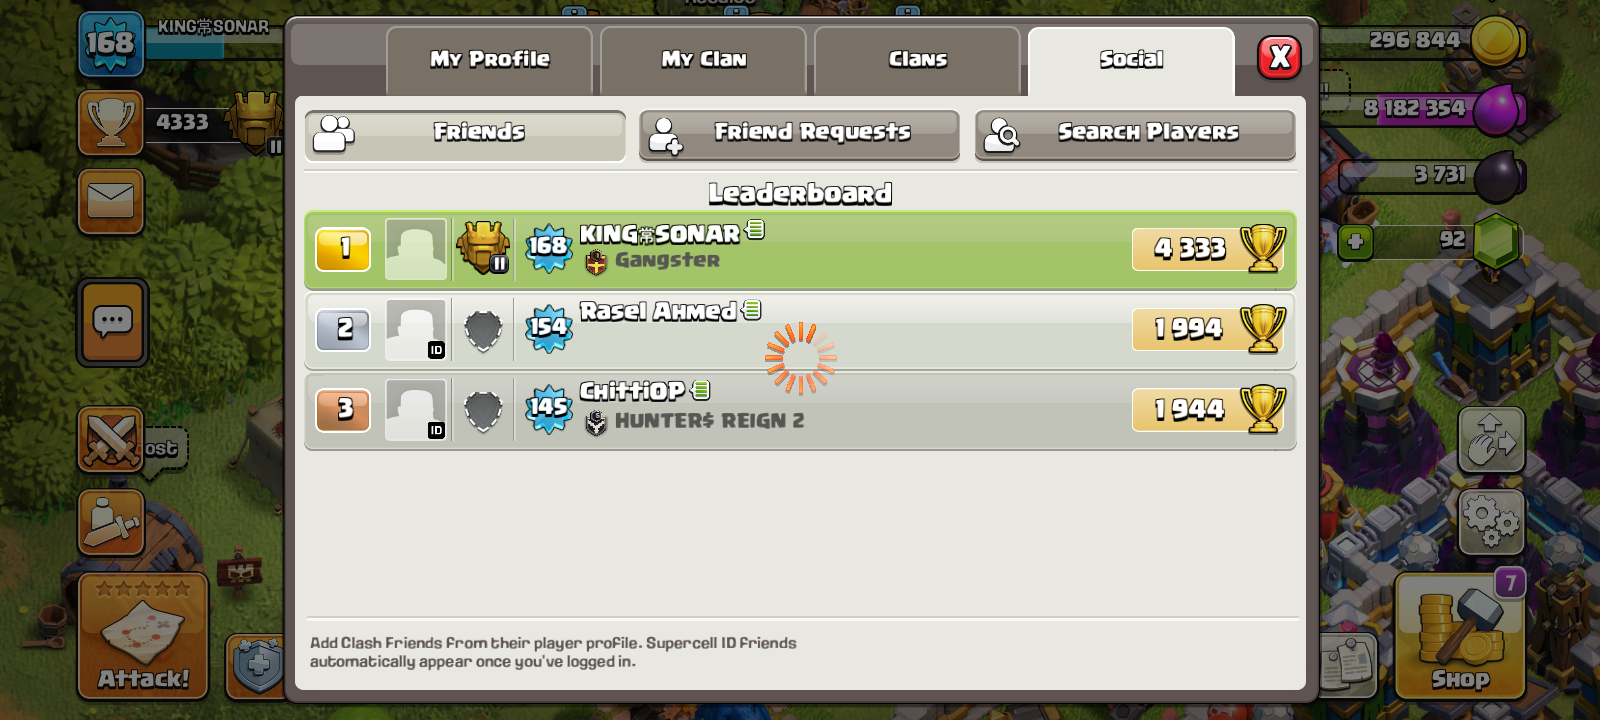 168
KING常SONAR
4333
My Profile
My Clan
Clans
Social
X
296 844
8 182 354
3 731
92
Friends
Friend Requests
Search Players
Leaderboard
1
168
KING常SONAR
Gangster
4 333
2
ID
154
Rasel Ahmed
1 994
3
ID
145
ChittiOP
HUNTER$ REIGN 2
1 944
ost
Add Clash Friends from their player profile. Supercell ID friends
automatically appear once you've logged in.
Attack!
7
Shop